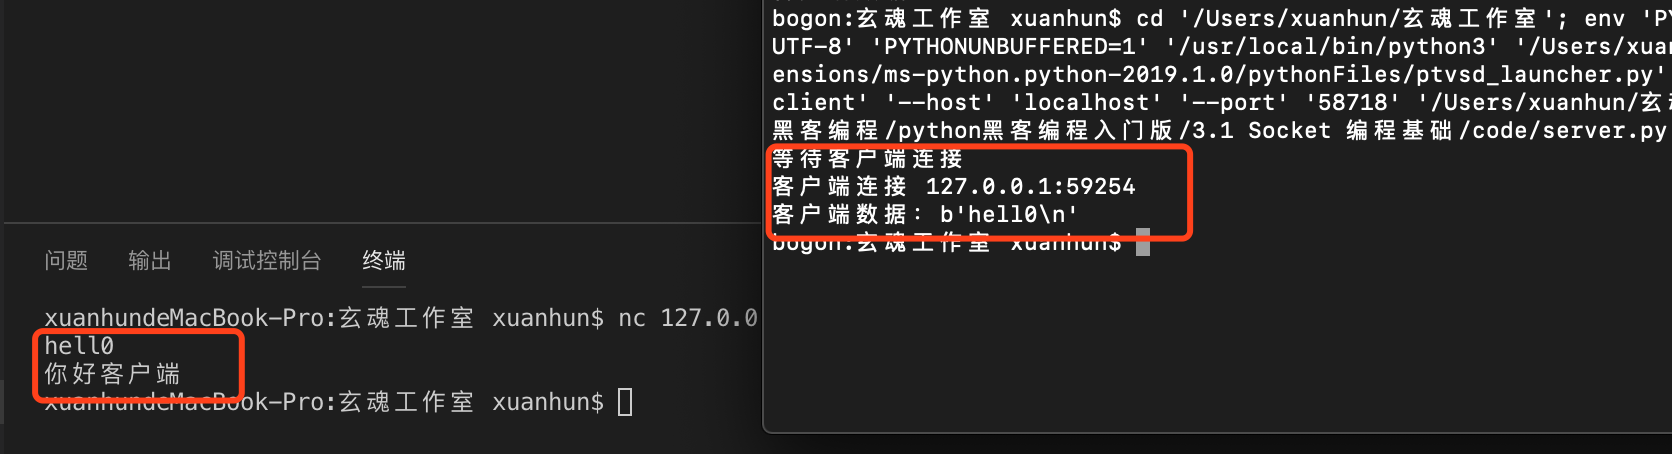 问题 输出 调试控制台 终端
xuanhundeMacBook-Pro:玄魂工作室 xuanhun$ nc 127.0.0
hell0
你好客户端
xuanhundeMacBook-Pro:玄魂工作室 xuanhun$
bogon:玄魂工作室 xuanhun$ cd '/Users/xuanhun/玄魂工作室'; env 'PY
UTF-8' 'PYTHONUNBUFFERED=1' '/usr/local/bin/python3' '/Users/xuan
ensions/ms-python.python-2019.1.0/pythonFiles/ptvsd_launcher.py'
client' '--host' 'localhost' '--port' '58718' '/Users/xuanhun/玄
黑客编程/python黑客编程入门版/3.1 Socket 编程基础/code/server.py
等待客户端连接
客户端连接 127.0.0.1:59254
客户端数据: b'hell0\n'
bogon:玄魂工作室 xuanhun$